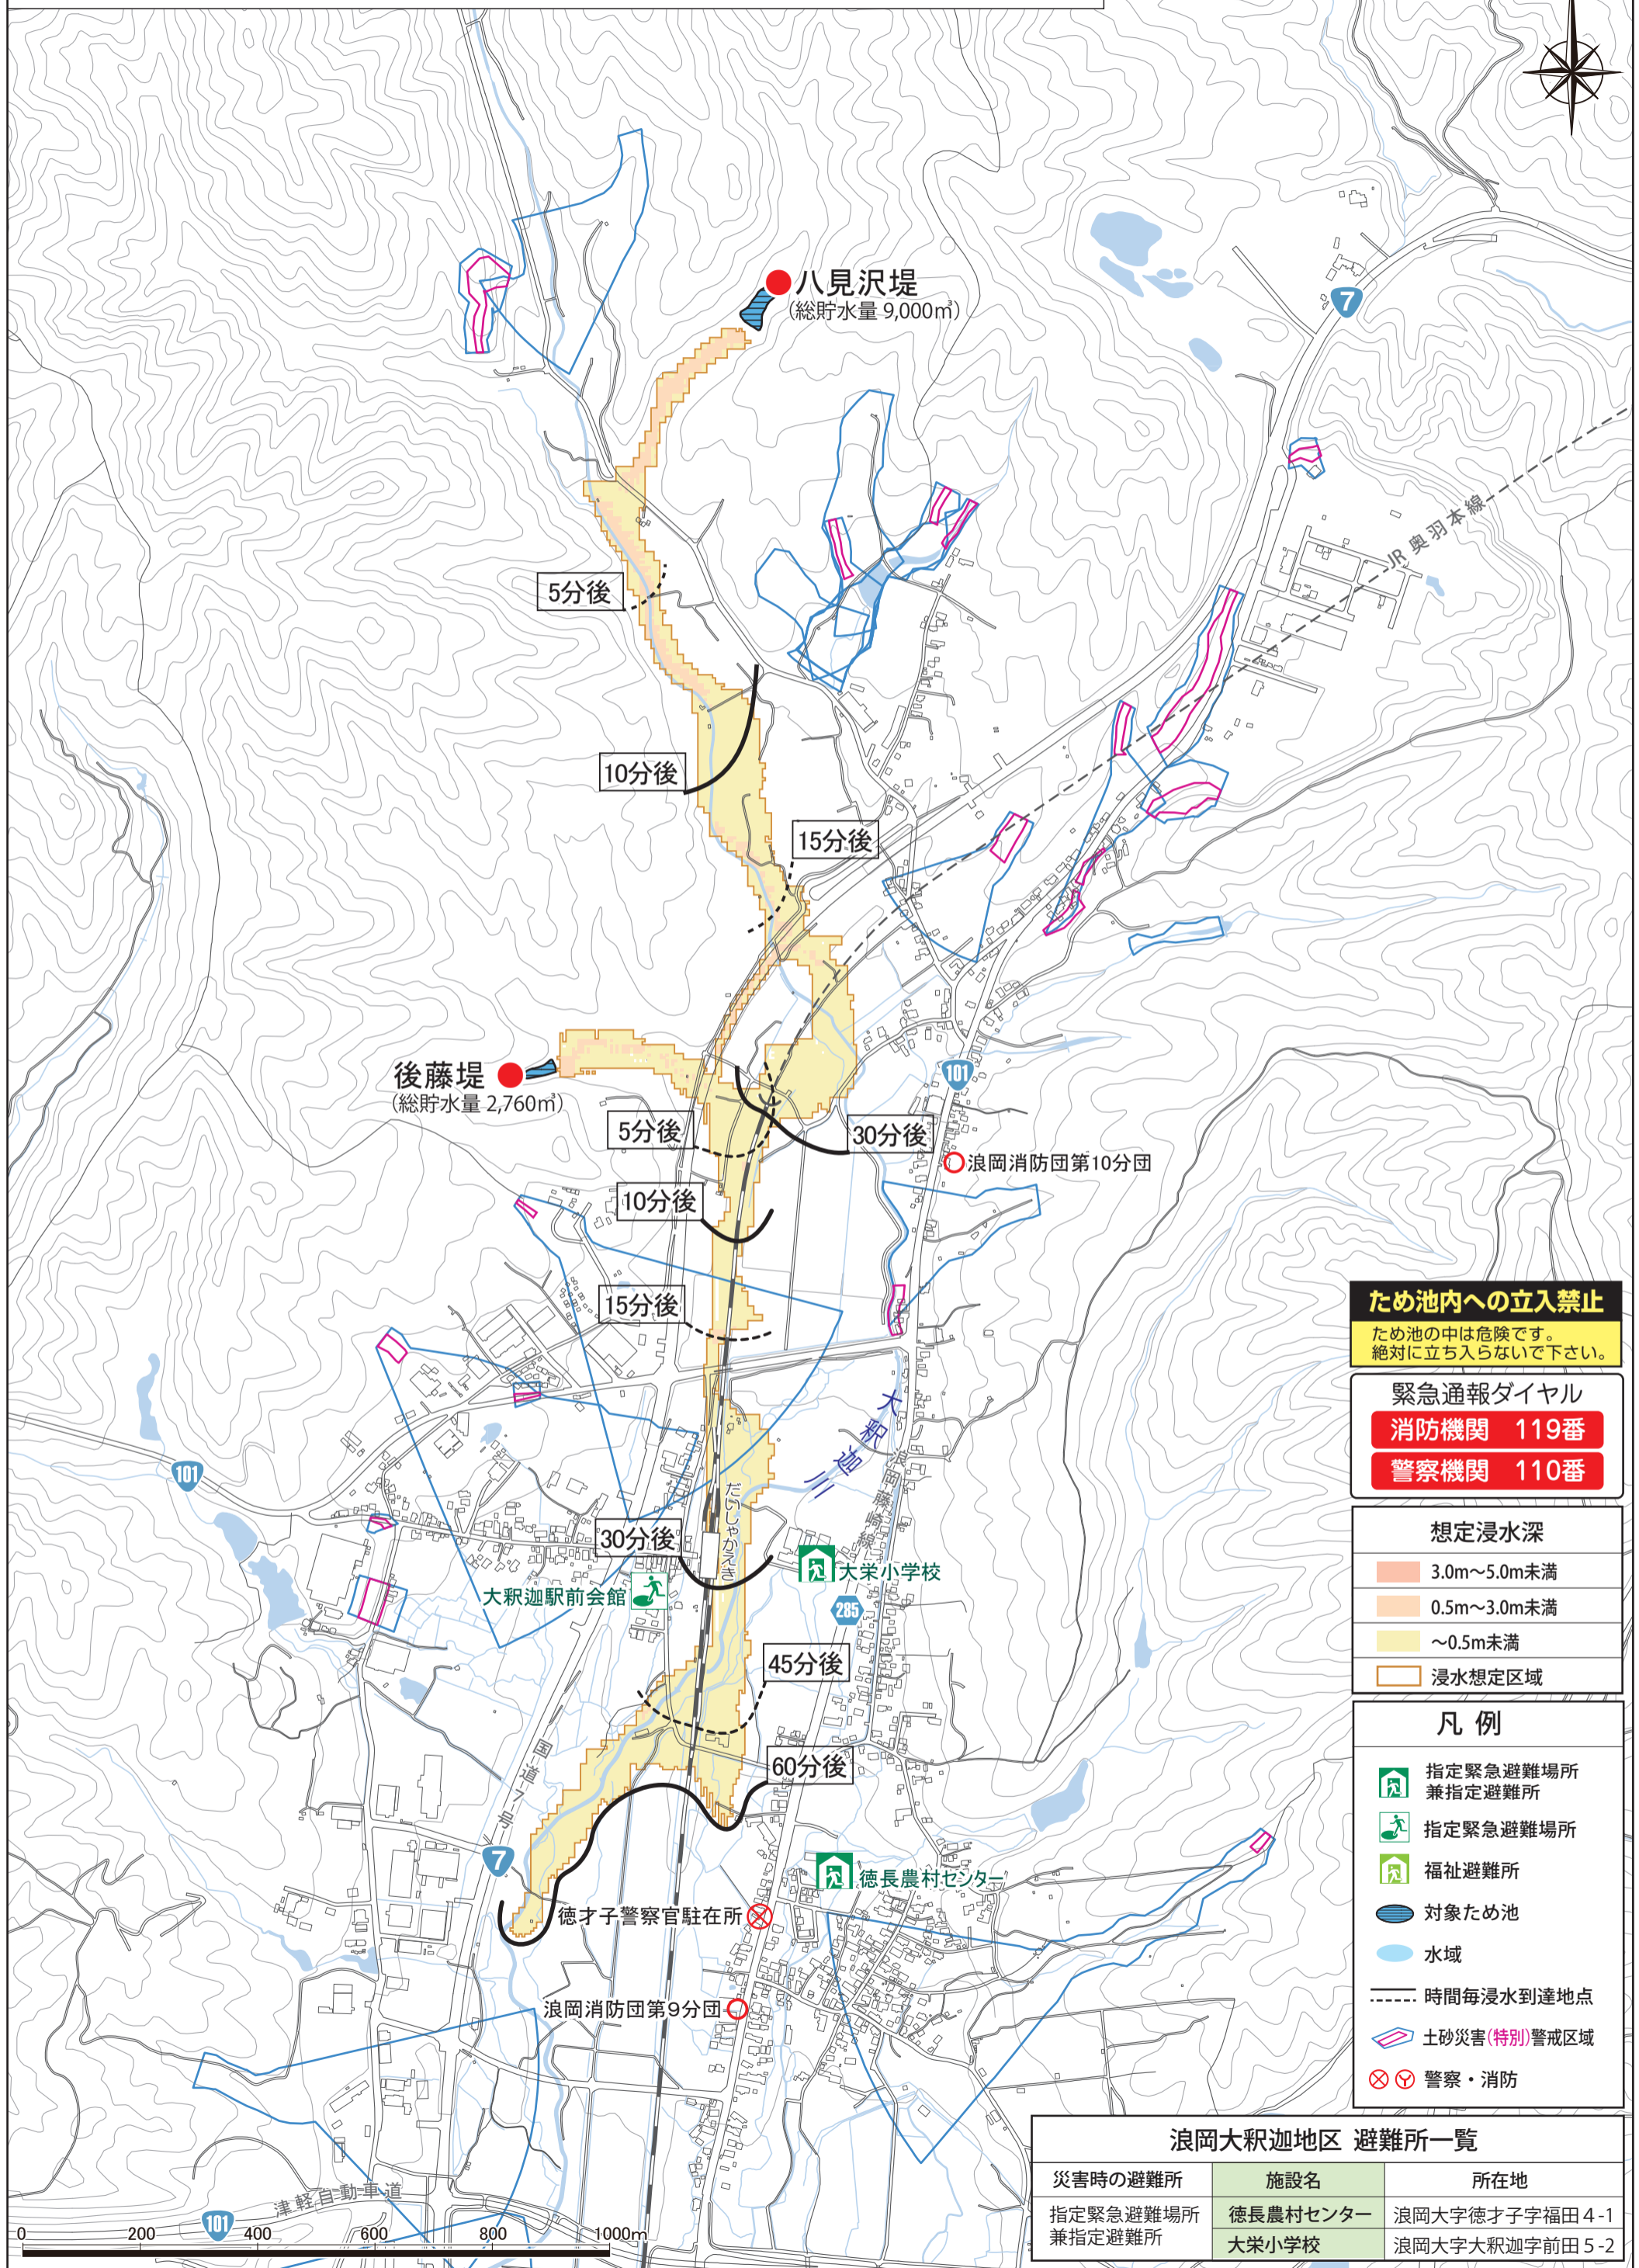 八見沢堤
(総貯水量 9,000㎥)
7
JR 奥羽本線
5分後
10分後
15分後
後藤堤
(総貯水量 2,760㎥)
101
5分後
30分後
浪岡消防団第10分団
10分後
15分後
ため池内への立入禁止
ため池の中は危険です。
絶対に立ち入らないで下さい。
緊急通報ダイヤル
消防機関 119番
警察機関 110番
大釈迦川
浪岡藤崎線
101
だいしゃかえき
30分後
大栄小学校
大釈迦駅前会館
285
45分後
60分後
国道7号
7
徳長農村センター
徳才子警察官駐在所
浪岡消防団第9分団
想定浸水深
3.0m～5.0m未満
0.5m～3.0m未満
～0.5m未満
浸水想定区域
凡 例
指定緊急避難場所
兼指定避難所
指定緊急避難場所
福祉避難所
対象ため池
水域
時間毎浸水到達地点
土砂災害(特別)警戒区域
警察・消防
津軽自動車道
101
0 200 400 600 800 1000m
浪岡大釈迦地区 避難所一覧
災害時の避難所 施設名 所在地
指定緊急避難場所
兼指定避難所
徳長農村センター 浪岡大字徳才子字福田4-1
大栄小学校 浪岡大字大釈迦字前田5-2